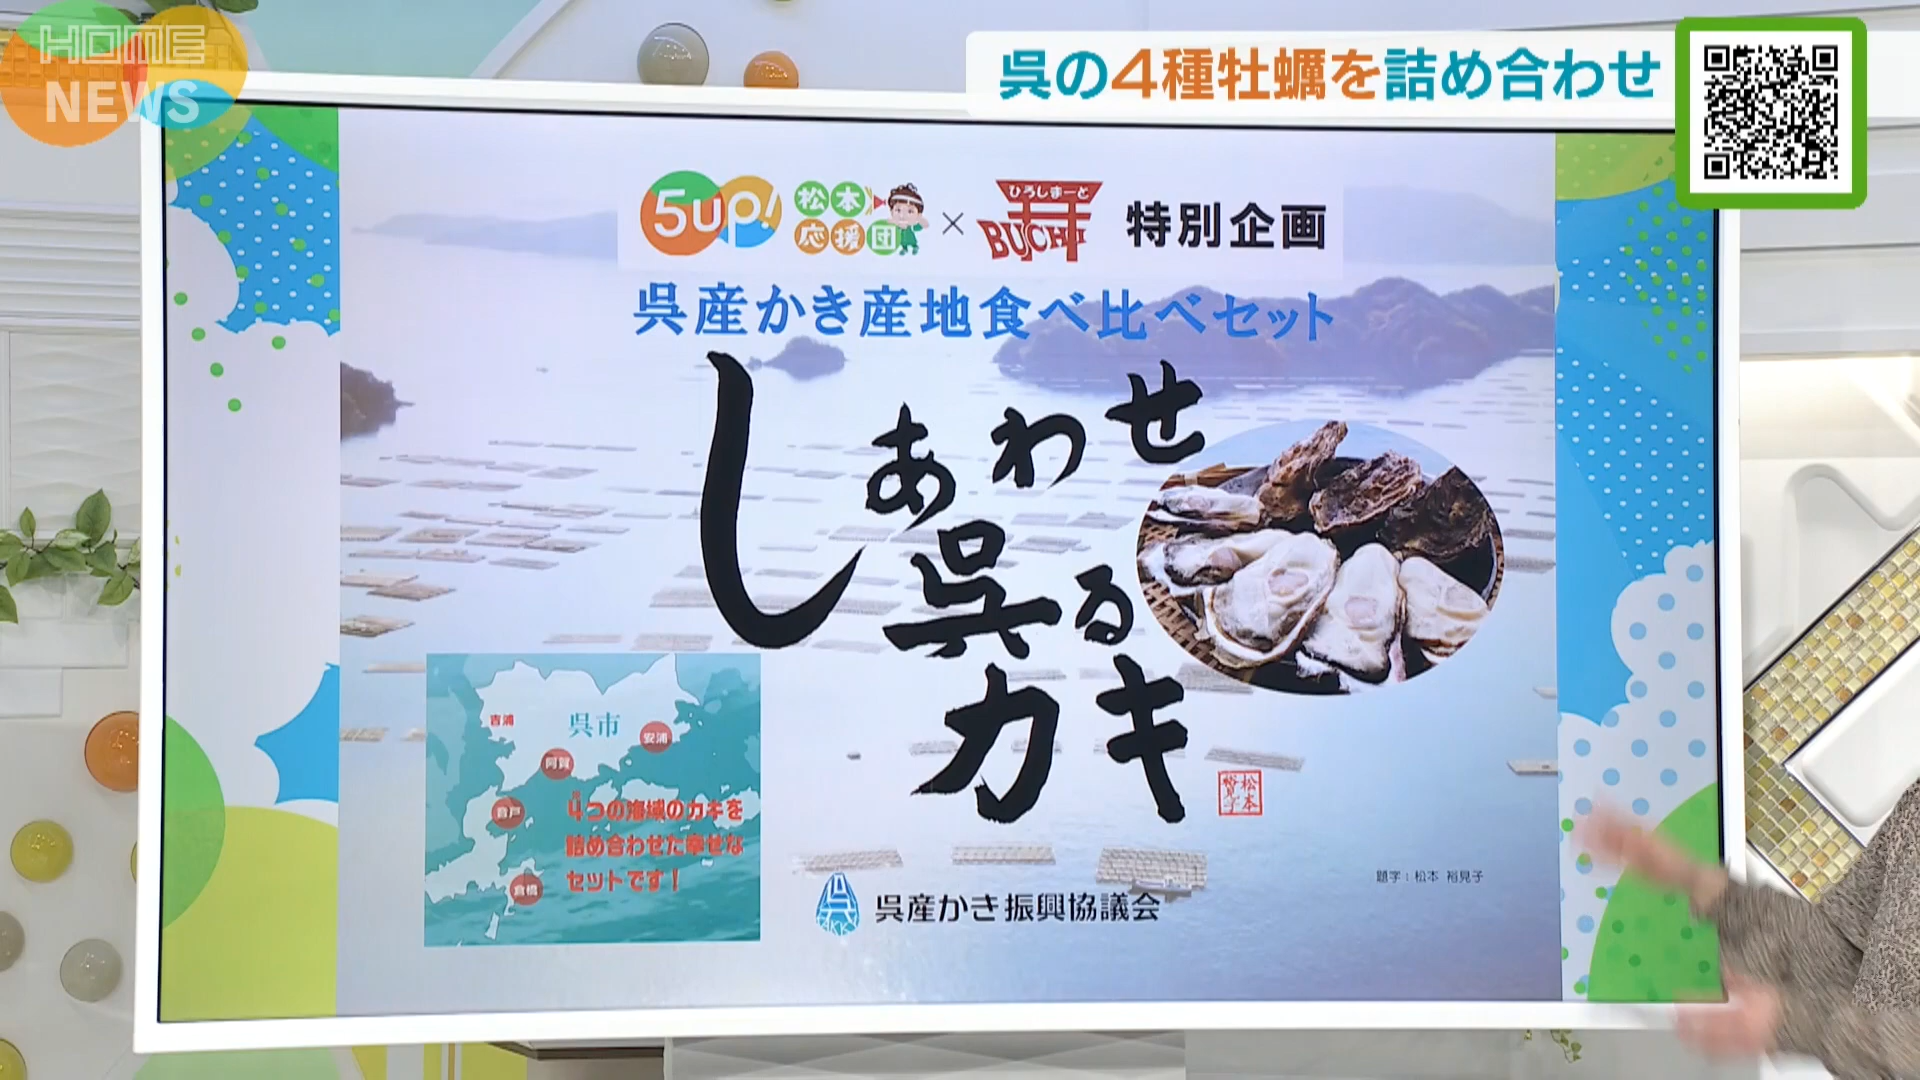 HOME
NEWS
呉の4種牡蠣を詰め合わせ
5up! 松本応援団 × ひろしまーと BUCHI 特別企画
呉産かき産地食べ比べセット
しあわせ
呉る
カキ
吉浦
呉市
安浦
阿賀
音戸
倉橋
4つの海域のカキを
詰め合わせた幸せな
セットです！
呉産かき振興協議会
題字：松本 裕見子